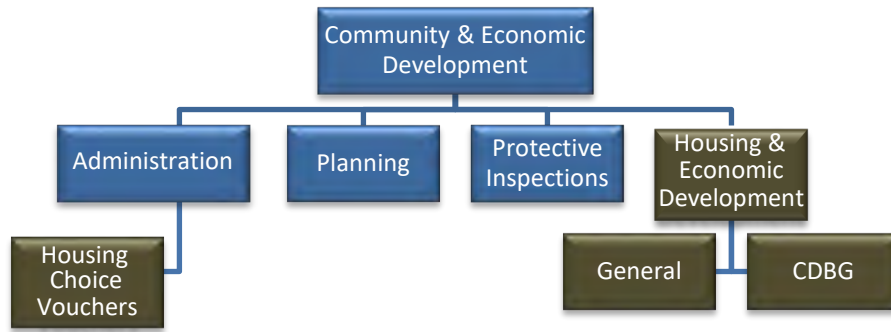 Community & Economic
Development
Administration
Planning
Protective
Inspections
Housing &
Economic
Development
Housing
Choice
Vouchers
General
CDBG